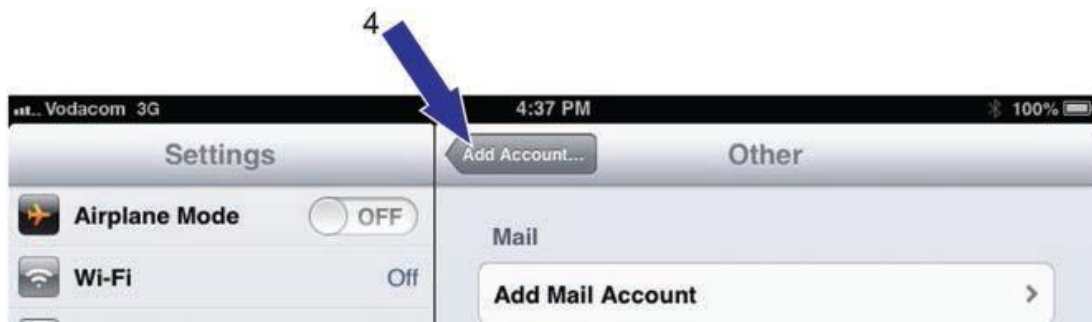 4
Vodacom 3G 4:37 PM 100%
Settings Add Account... Other
Airplane Mode OFF
Mail
Wi-Fi Off
Add Mail Account